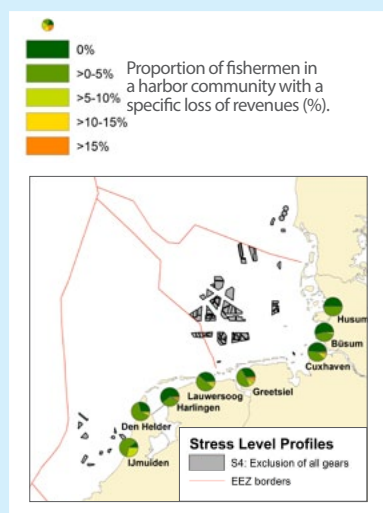 0%
>0-5%
>5-10%
>10-15%
>15%
Proportion of fishermen in
a harbor community with a
specific loss of revenues (%).
Husum
Büsum
Cuxhaven
Greetsiel
Lauwersoog
Harlingen
Den Helder
IJmuiden
Stress Level Profiles
S4: Exclusion of all gears
EEZ borders